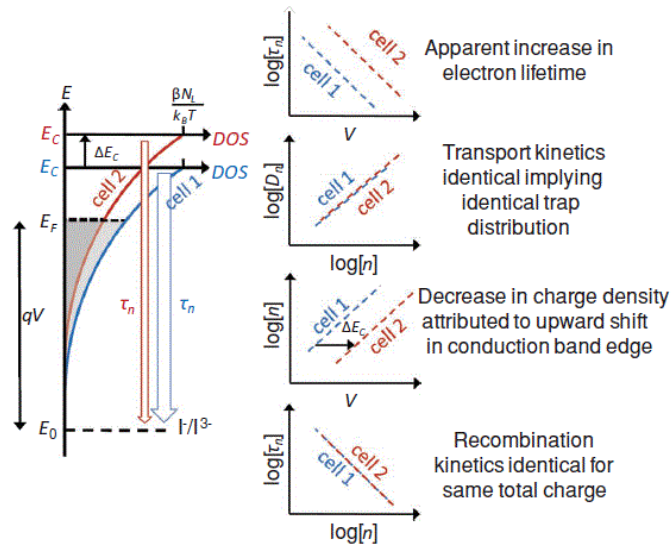 E
βN_L
k_BT
E_C
DOS
ΔE_C
E_C
DOS
cell 2
cell 1
E_F
qV
τ_n
τ_n
E_0
I-/I3-
log[τ_n]
cell 2
cell 1
V
Apparent increase in
electron lifetime
log[D_n]
cell 1
cell 2
log[n]
Transport kinetics
identical implying
identical trap
distribution
log[n]
cell 1
ΔE_C
cell 2
V
Decrease in charge density
attributed to upward shift
in conduction band edge
log[τ_n]
cell 2
cell 1
log[n]
Recombination
kinetics identical for
same total charge